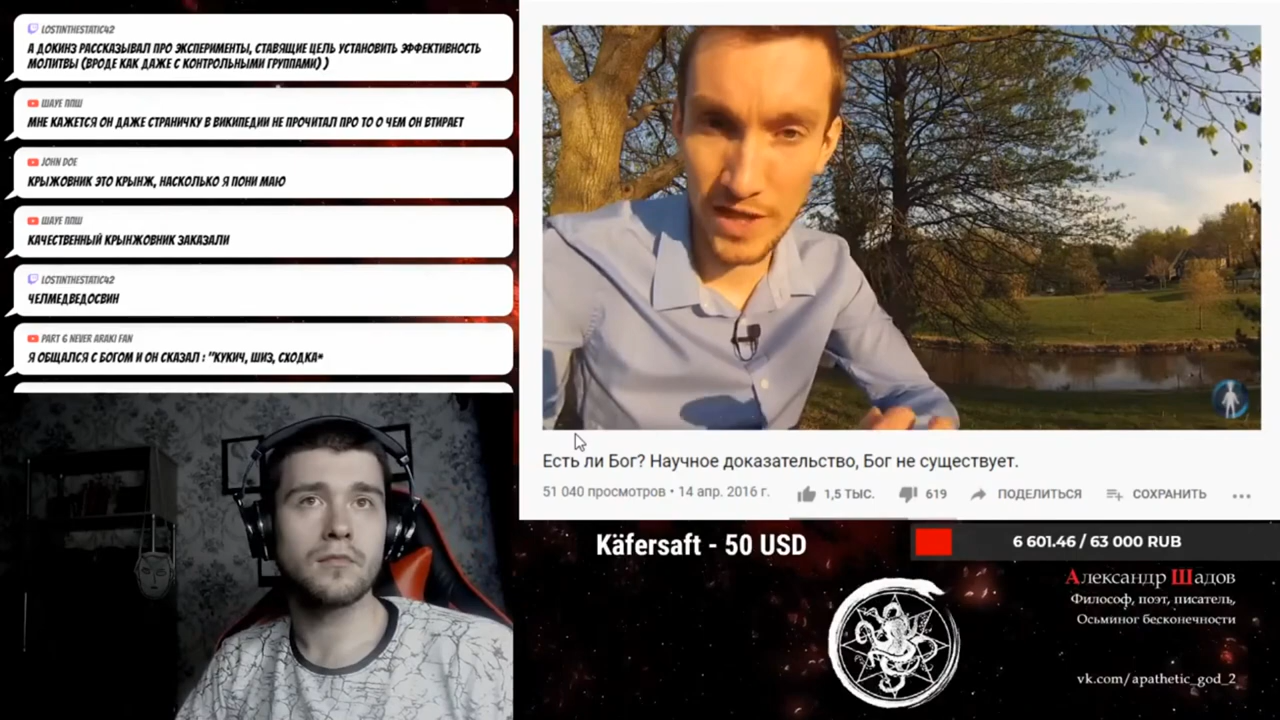 LOSTINTHESTATIC42
А ДОКИНЗ РАССКАЗЫВАЛ ПРО ЭКСПЕРИМЕНТЫ, СТАВЯЩИЕ ЦЕЛЬ УСТАНОВИТЬ ЭФФЕКТИВНОСТЬ
МОЛИТВЫ (ВРОДЕ КАК ДАЖЕ С КОНТРОЛЬНЫМИ ГРУППАМИ) )
ШАУЕ ППШ
МНЕ КАЖЕТСЯ ОН ДАЖЕ СТРАНИЧКУ В ВИКИПЕДИИ НЕ ПРОЧИТАЛ ПРО ТО О ЧЕМ ОН ВТИРАЕТ
JOHN DOE
КРЫЖОВНИК ЭТО КРЫНЖ, НАСКОЛЬКО Я ПОНИ МАЮ
ШАУЕ ППШ
КАЧЕСТВЕННЫЙ КРЫНЖОВНИК ЗАКАЗАЛИ
LOSTINTHESTATIC42
ЧЕЛМЕДВЕДОСВИН
PART 6 NEVER ARAKI FAN
Я ОБЩАЛСЯ С БОГОМ И ОН СКАЗАЛ : "КУКИЧ, ШИЗ, СХОДКА*
Есть ли Бог? Научное доказательство, Бог не существует.
51 040 просмотров • 14 апр. 2016 г.
1,5 ТЫС.
619
ПОДЕЛИТЬСЯ
СОХРАНИТЬ
Käfersaft - 50 USD
6 601.46 / 63 000 RUB
Александр Шадов
Философ, поэт, писатель,
Осьминог бесконечности
vk.com/apathetic_god_2